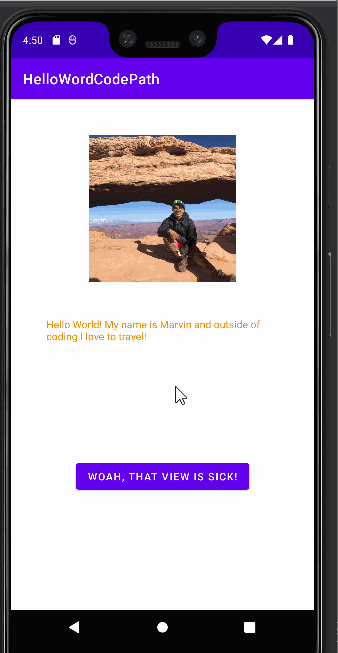 4:50
HelloWordCodePath
Hello World! My name is Marvin and outside of
coding I love to travel!
WOAH, THAT VIEW IS SICK!